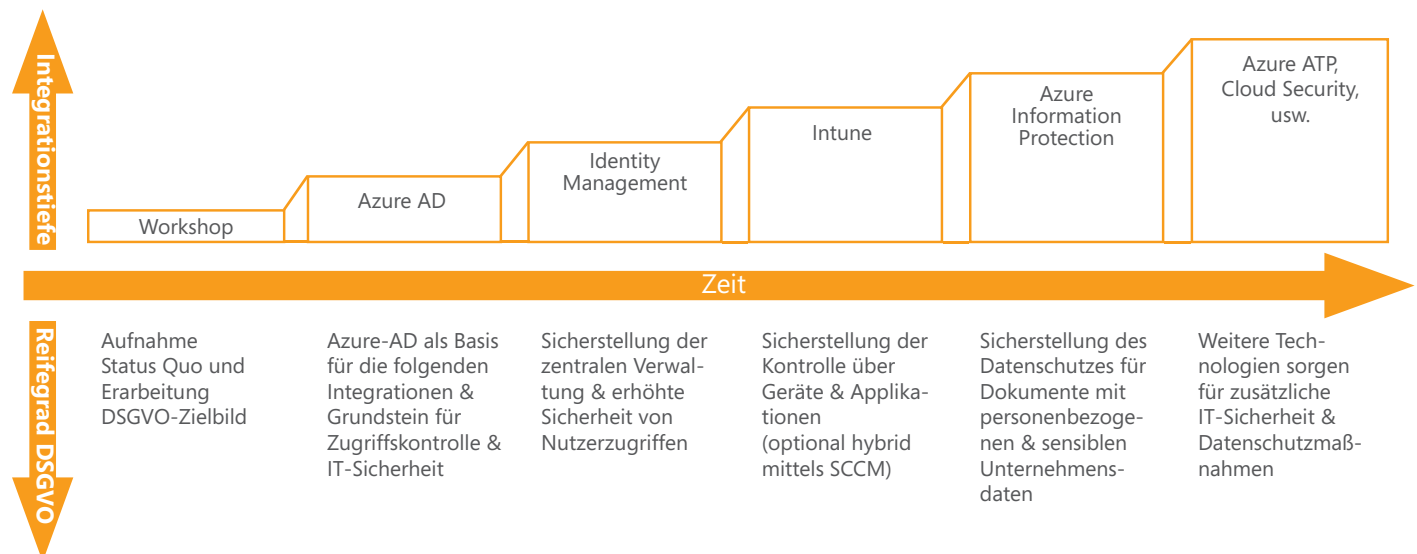 Integrationstiefe
Workshop
Azure AD
Identity
Management
Intune
Azure
Information
Protection
Azure ATP,
Cloud Security,
usw.
Zeit
Reifegrad DSGVO
Aufnahme
Status Quo und
Erarbeitung
DSGVO-Zielbild
Azure-AD als Basis
für die folgenden
Integrationen &
Grundstein für
Zugriffskontrolle &
IT-Sicherheit
Sicherstellung der
zentralen Verwal-
tung & erhöhte
Sicherheit von
Nutzerzugriffen
Sicherstellung der
Kontrolle über
Geräte & Applika-
tionen
(optional hybrid
mittels SCCM)
Sicherstellung des
Datenschutzes für
Dokumente mit
personenbezoge-
nen & sensiblen
Unternehmens-
daten
Weitere Tech-
nologien sorgen
für zusätzliche
IT-Sicherheit &
Datenschutzmaß-
nahmen